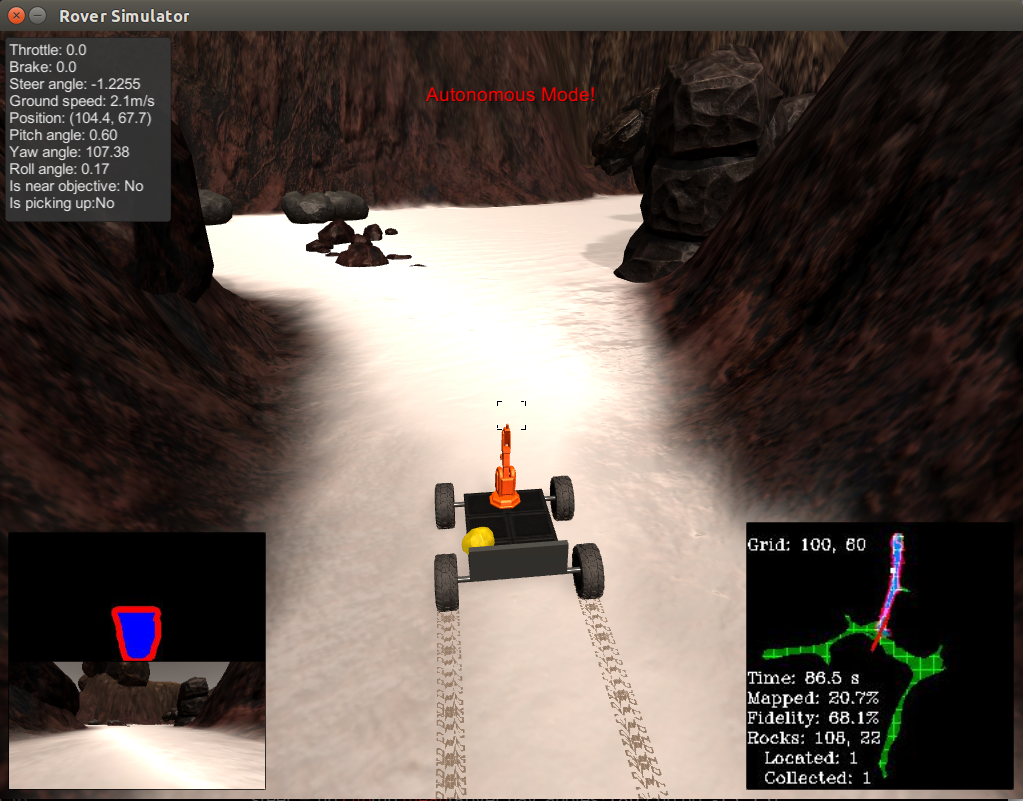 Rover Simulator
Throttle: 0.0
Brake: 0.0
Steer angle: -1.2255
Ground speed: 2.1m/s
Position: (104.4, 67.7)
Pitch angle: 0.60
Yaw angle: 107.38
Roll angle: 0.17
Is near objective: No
Is picking up:No
Autonomous Mode!
Grid: 100, 60
Time: 86.5 s
Mapped: 20.7%
Fidelity: 68.1%
Rocks: 108, 22
Located: 1
Collected: 1